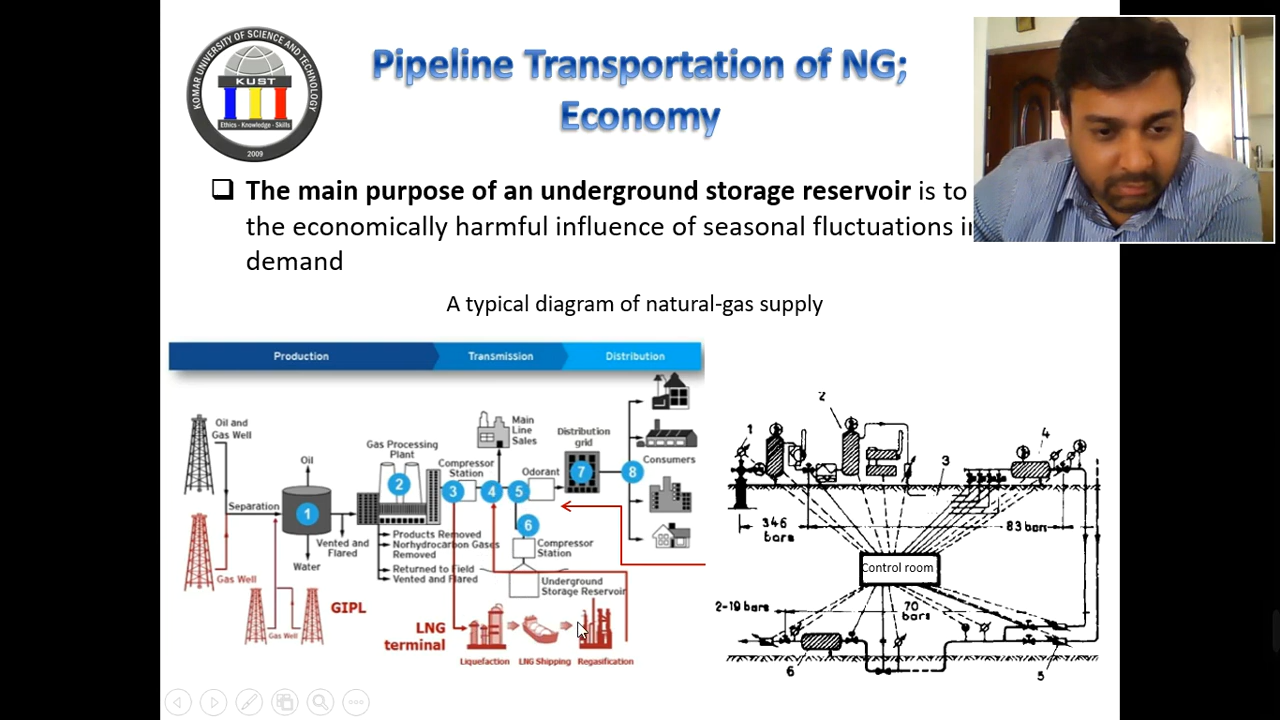 KOMAR UNIVERSITY OF SCIENCE AND TECHNOLOGY
KUST
Ethics - Knowledge - Skills
2009
Pipeline Transportation of NG;
Economy
The main purpose of an underground storage reservoir is to
the economically harmful influence of seasonal fluctuations in
demand
A typical diagram of natural-gas supply
Production
Transmission
Distribution
Oil and
Gas Well
Oil
Separation
1
Vented and
Flared
Water
Gas Well
Gas Well
Gas Well
GIPL
Gas Processing
Plant
2
Products Removed
Norhydrocarbon Gases
Removed
Returned to Field
Vented and Flared
Compressor
Station
3
4
5
Main
Line
Sales
Odorant
6
Compressor
Station
Underground
Storage Reservoir
Distribution
grid
7
8
Consumers
LNG
terminal
Liquefaction
LNG Shipping
Regasification
1
2
3
4
346
bars
83 bars
Control room
2-19 bars
70
bars
6
5